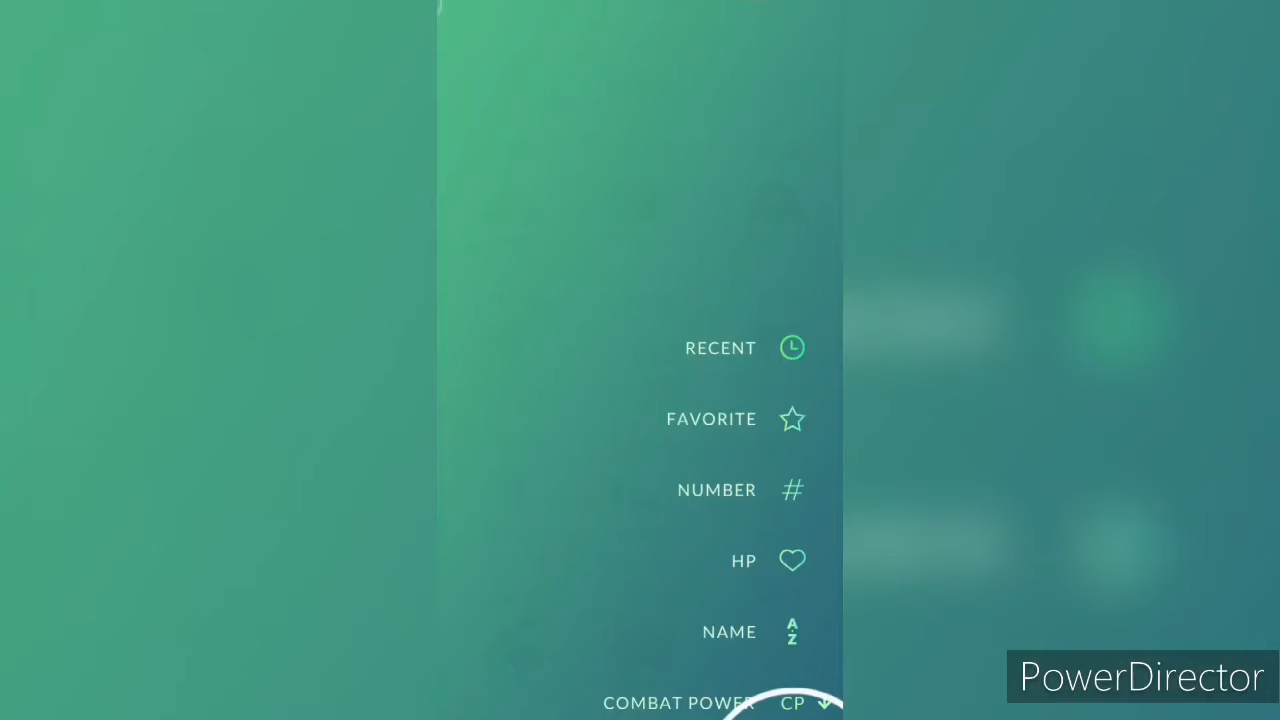 RECENT
FAVORITE
NUMBER #
HP
NAME A-Z
COMBAT POWER CP
PowerDirector